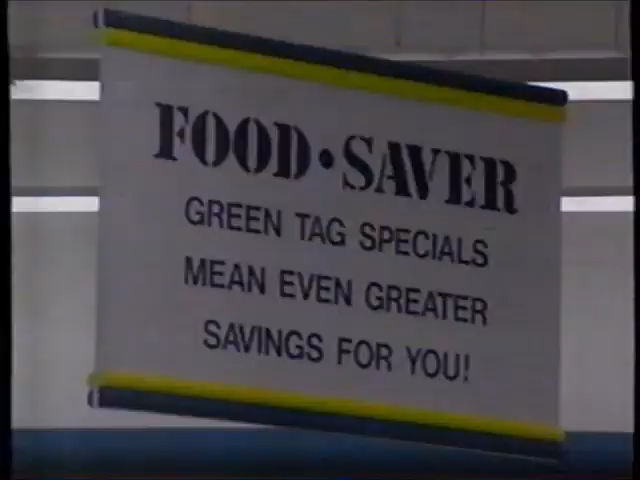 FOOD·SAVER
GREEN TAG SPECIALS
MEAN EVEN GREATER
SAVINGS FOR YOU!